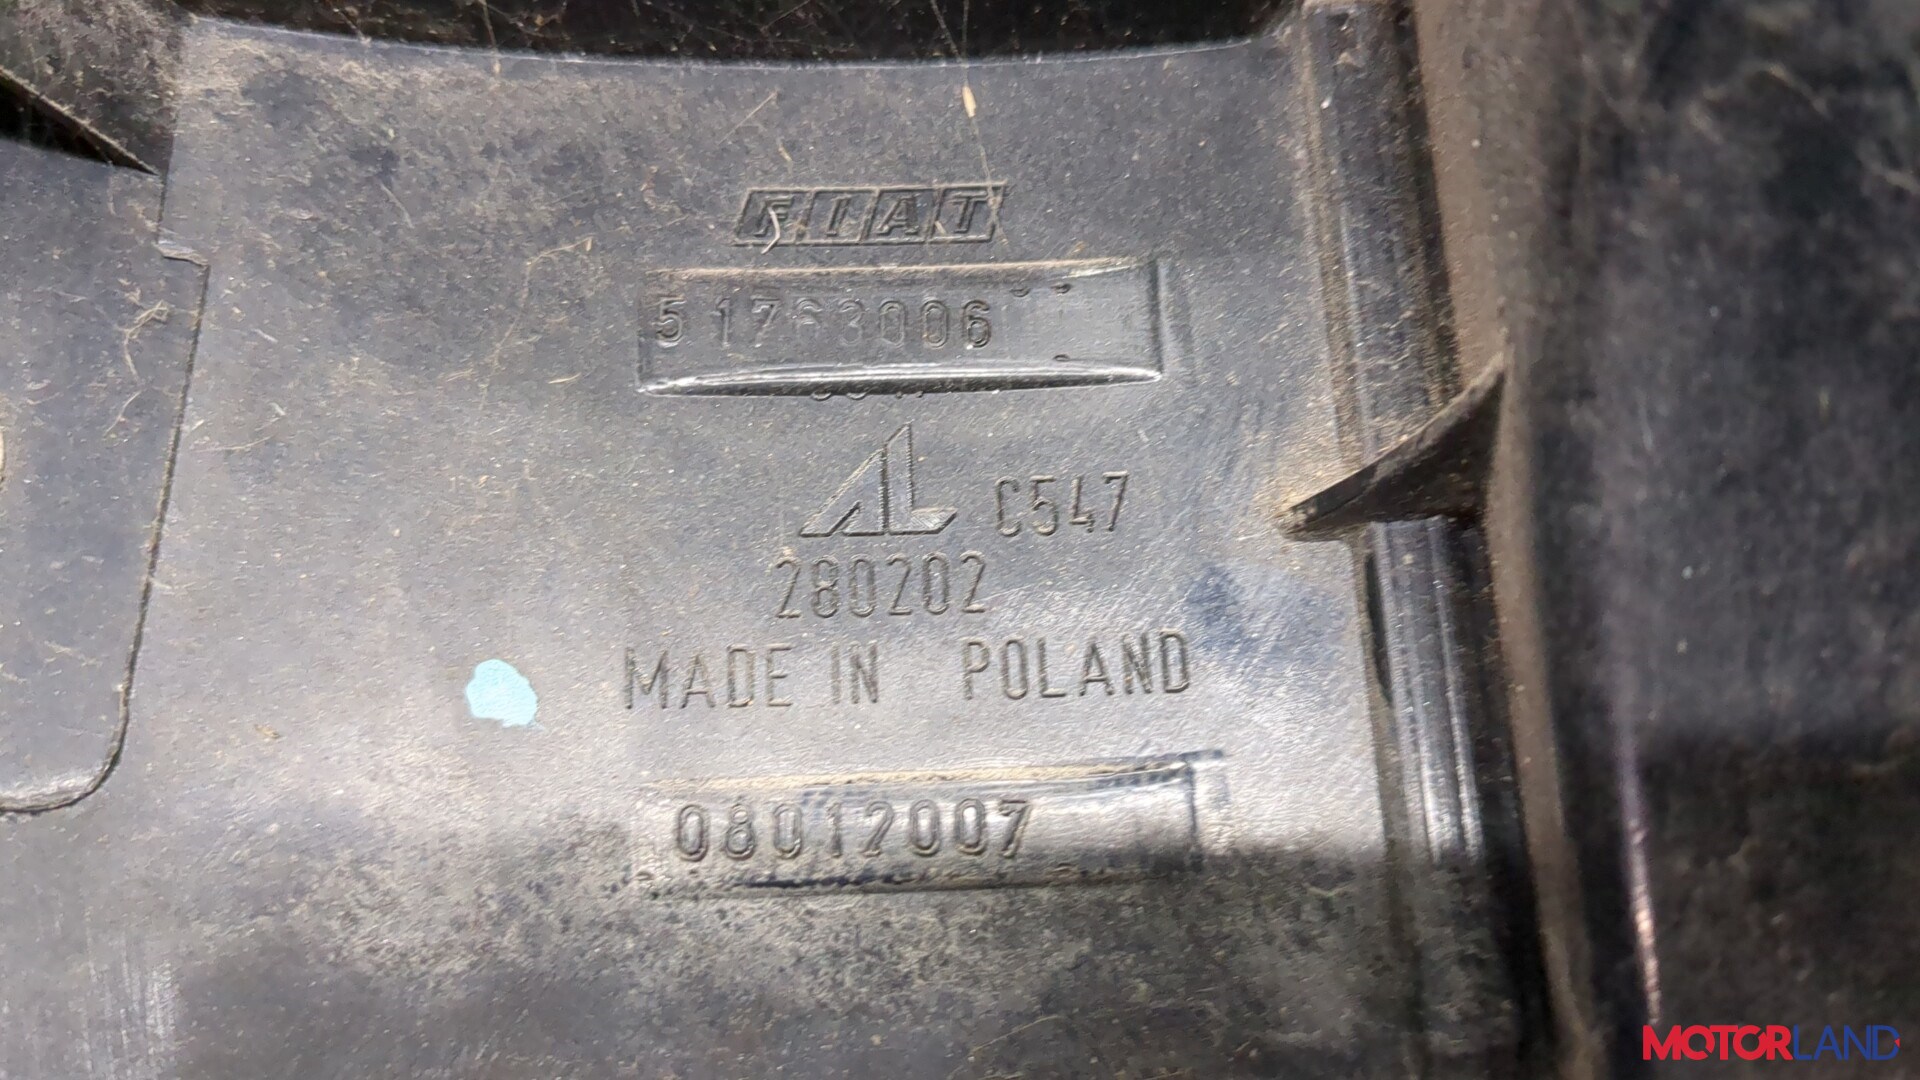 FIAT
51763006
AL C547
280202
MADE IN POLAND
08012007
MOTORLAND